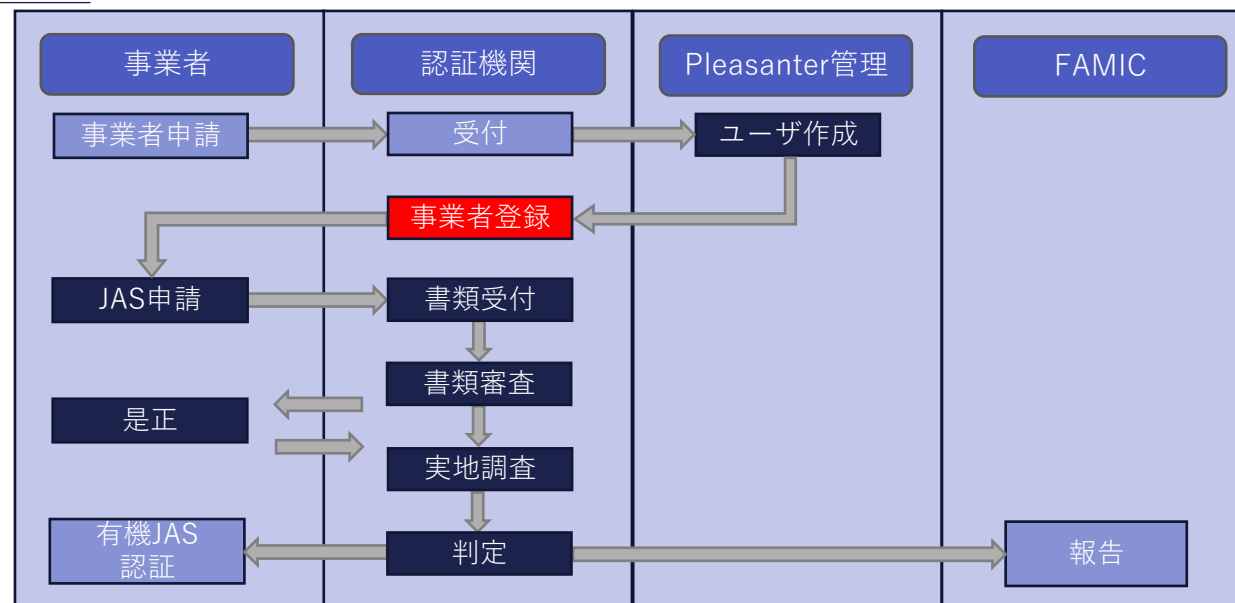 事業者
認証機関
Pleasanter管理
FAMIC
事業者申請
受付
ユーザ作成
事業者登録
JAS申請
書類受付
書類審査
是正
実地調査
有機JAS
認証
判定
報告